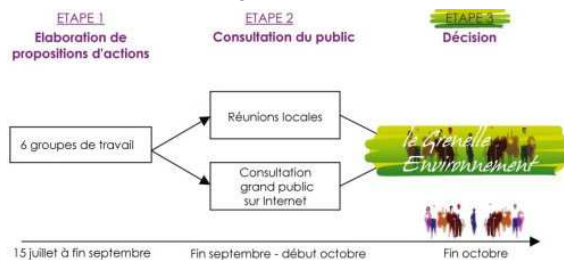 ETAPE 1
Elaboration de
propositions d'actions
ETAPE 2
Consultation du public
ETAPE 3
Décision
6 groupes de travail
Réunions locales
Consultation
grand public
sur Internet
le Grenelle
Environnement
15 juillet à fin septembre
Fin septembre - début octobre
Fin octobre